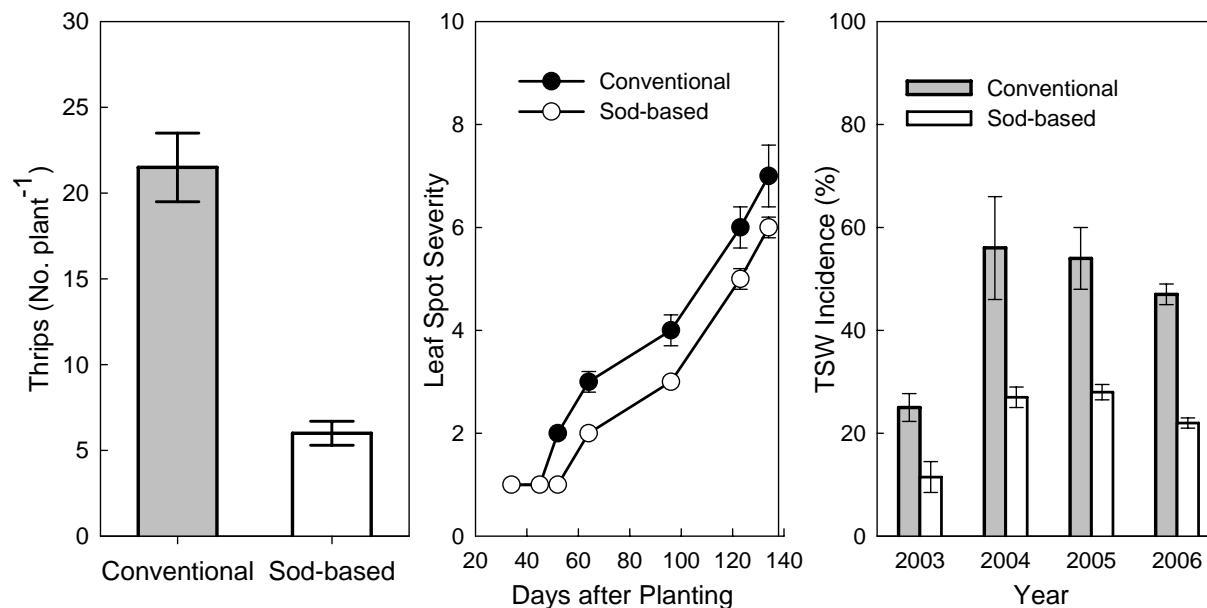 Thrips (No. plant-1)
30
25
20
15
10
5
0
Conventional Sod-based
Leaf Spot Severity
10
8
6
4
2
0
Conventional
Sod-based
20 40 60 80 100 120 140
Days after Planting
TSW Incidence (%)
100
80
60
40
20
0
Conventional
Sod-based
2003 2004 2005 2006
Year